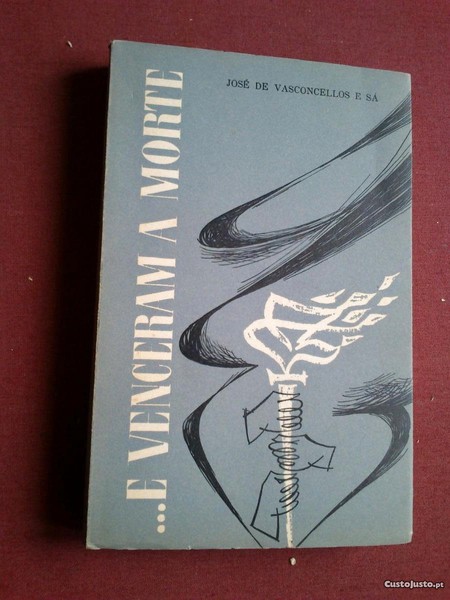 JOSÉ DE VASCONCELLOS E SÁ
...E VENCERAM A MORTE
CustoJusto.pt